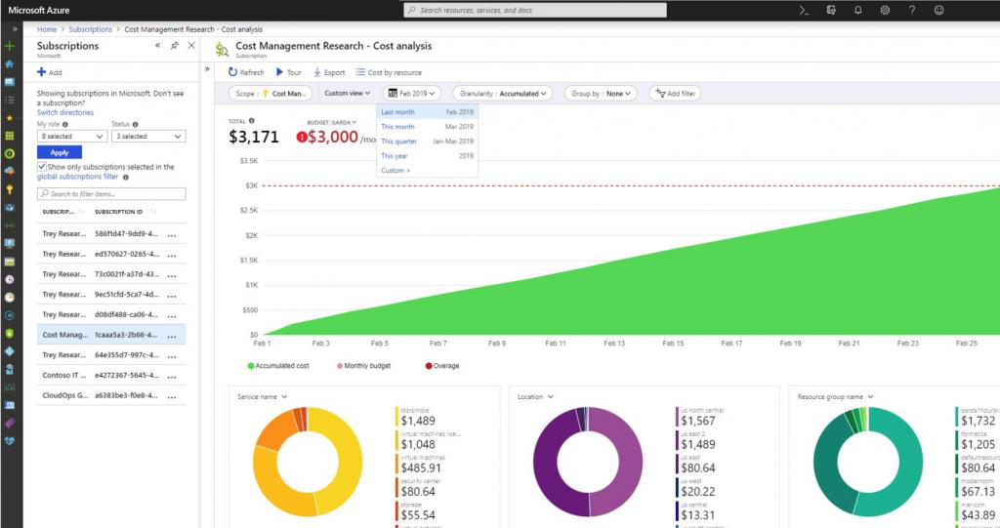 Microsoft Azure
Search resources, services, and docs
Home > Subscriptions > Cost Management Research - Cost analysis
Subscriptions
Microsoft
Add
Showing subscriptions in Microsoft. Don't see
a subscription?
Switch directories
My role Status
8 selected 3 selected
Apply
Show only subscriptions selected in the
global subscriptions filter
Search to filter items...
SUBSCRIP... SUBSCRIPTION ID
Trey Resear... 586f1d47-9dd9-4... ...
Trey Resear... ed570627-0265-4... ...
Trey Resear... 73c0021f-a37d-43... ...
Trey Resear... 9ec51cfd-5ca7-4d... ...
Trey Resear... d08df488-ca06-4... ...
Cost Manag... 1caaa5a3-2b66-4... ...
Trey Resear... 64e355d7-997c-4... ...
Contoso IT ... e4272367-5645-4... ...
CloudOps G... a6383be3-f0e8-4... ...
Cost Management Research - Cost analysis
Subscription
Refresh Tour Export Cost by resource
Scope : Cost Man... Custom view Feb 2019 Granularity : Accumulated Group by : None Add filter
Last month Feb 2019
This month Mar 2019
This quarter Jan-Mar 2019
This year 2019
Custom >
TOTAL
$3,171
BUDGET: GARDA
$3,000 /mo
$3.5K
$3K
$2.5K
$2K
$1.5K
$1K
$500
$0
Feb 1 Feb 3 Feb 5 Feb 7 Feb 9 Feb 11 Feb 13 Feb 15 Feb 17 Feb 19 Feb 21 Feb 23 Feb 25
Accumulated cost Monthly budget Overage
Service name
storsimple
$1,489
virtual machines lice...
$1,048
virtual machines
$485.91
security center
$80.64
storage
$55.54
Location
us north central
$1,567
us east 2
$1,489
us east
$80.64
us west
$20.22
us central
$13.31
Resource group name
$1,732
formatica
$1,205
defaultresour
$80.64
$67.13
mar-com
$43.89